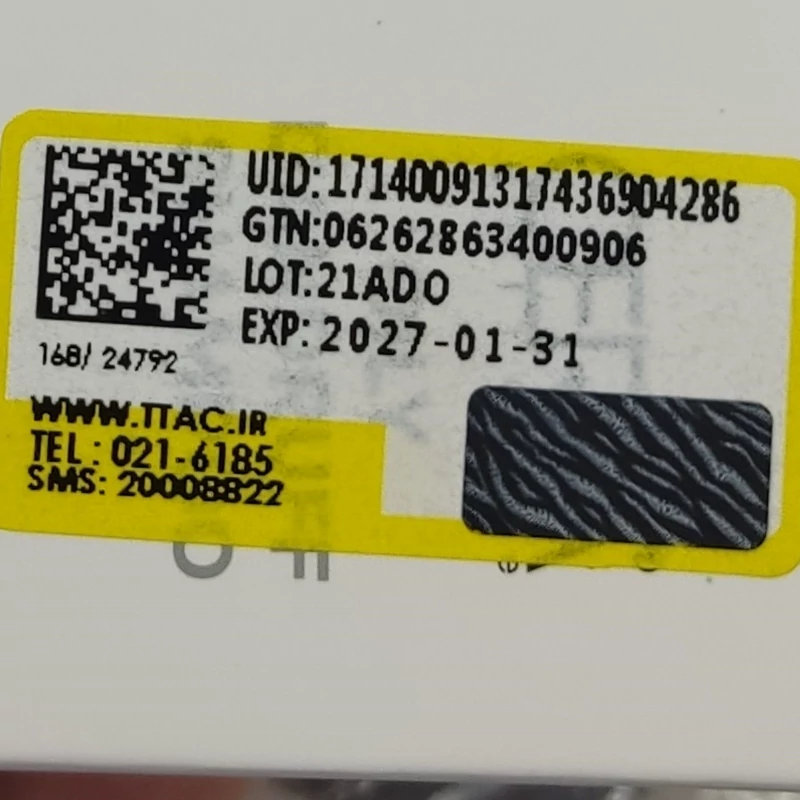 UID:17140091317436904286
GTN:06262863400906
LOT:21ADO
EXP: 2027-01-31
168/ 24792
WWW.TTAC.IR
TEL : 021-6185
SMS: 20008822